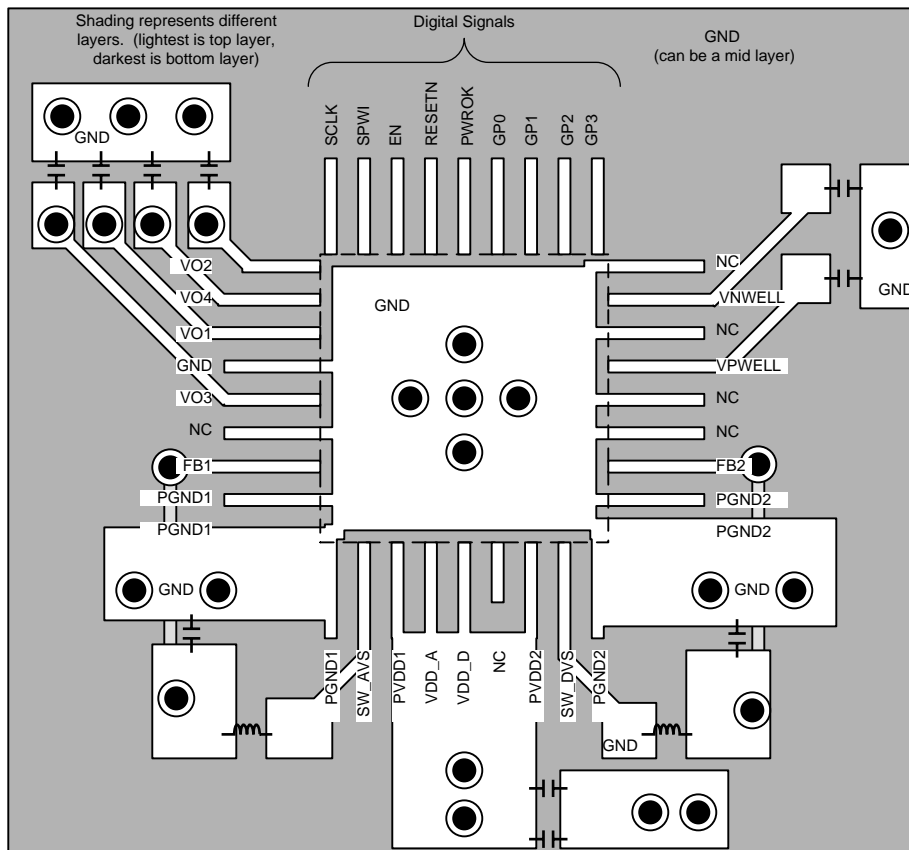 Shading represents different
layers. (lightest is top layer,
darkest is bottom layer)
Digital Signals
GND
(can be a mid layer)
SCLK
SPWI
EN
RESETN
PWROK
GP0
GP1
GP2
GP3
GND
GND
VO2
VO4
VO1
GND
VO3
NC
FB1
PGND1
PGND1
GND
GND
NC
VNWELL
NC
VPWELL
NC
NC
FB2
PGND2
PGND2
GND
PGND1
SW_AVS
PVDD1
VDD_A
VDD_D
NC
PVDD2
SW_DVS
PGND2
GND